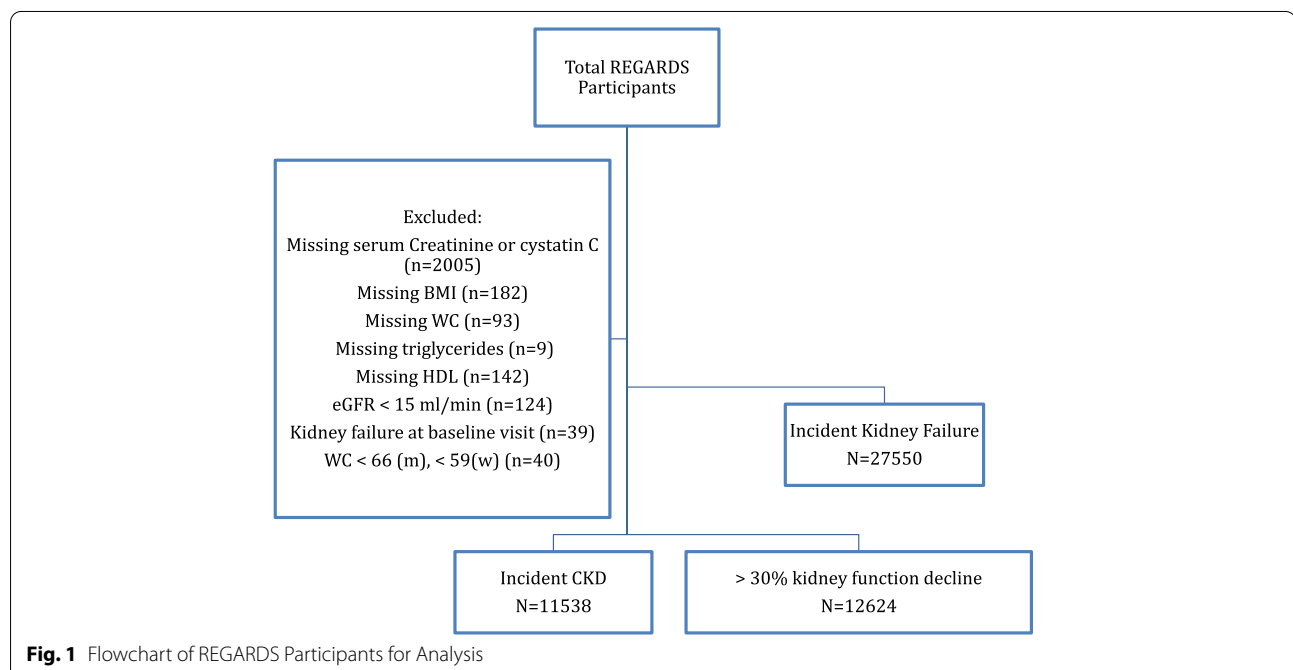 Total REGARDS
Participants
Excluded:
Missing serum Creatinine or cystatin C
(n=2005)
Missing BMI (n=182)
Missing WC (n=93)
Missing triglycerides (n=9)
Missing HDL (n=142)
eGFR < 15 ml/min (n=124)
Kidney failure at baseline visit (n=39)
WC < 66 (m), < 59(w) (n=40)
Incident Kidney Failure
N=27550
Incident CKD
N=11538
> 30% kidney function decline
N=12624
Fig. 1 Flowchart of REGARDS Participants for Analysis